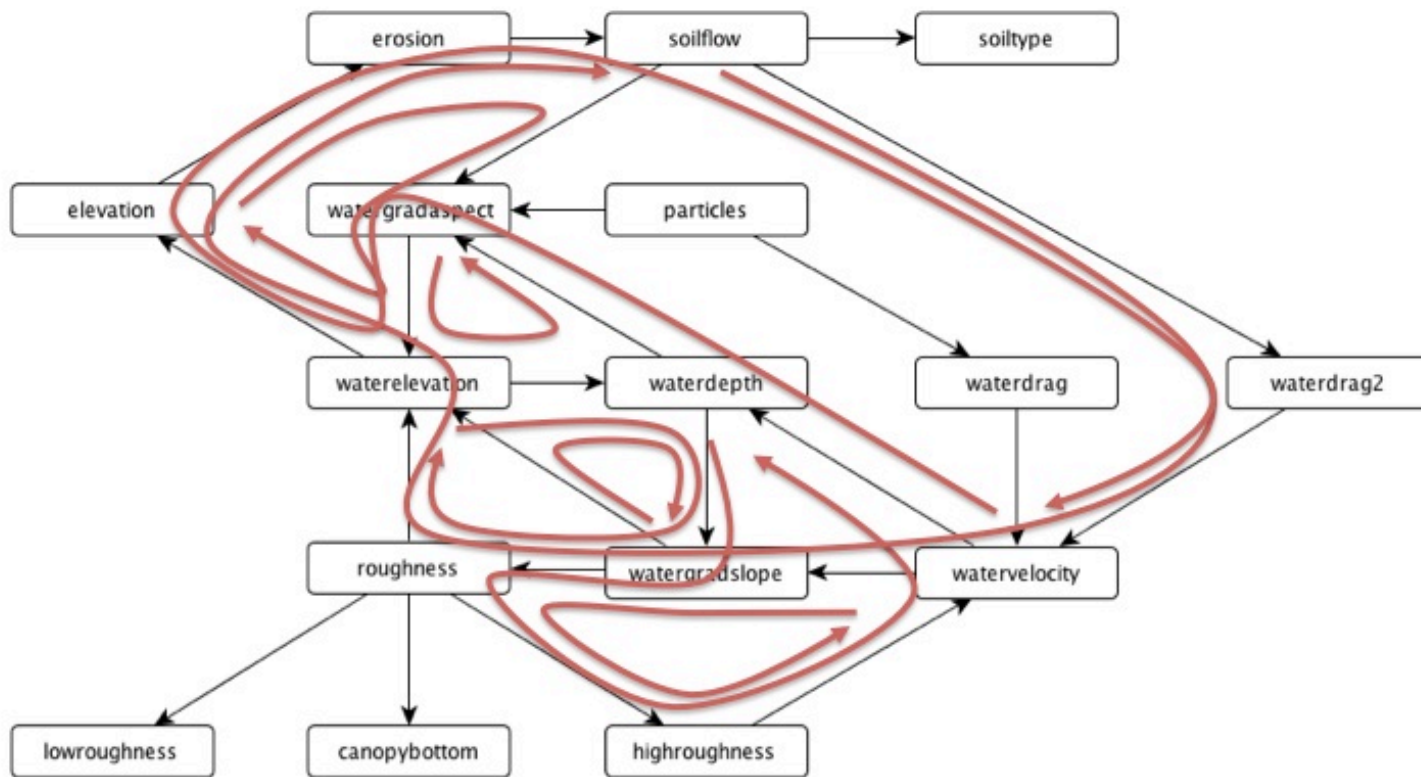 erosion
soilflow
soiltype
elevation
watergradaspect
particles
waterelevation
waterdepth
waterdrag
waterdrag2
roughness
watergradslope
watervelocity
lowroughness
canopybottom
highroughness